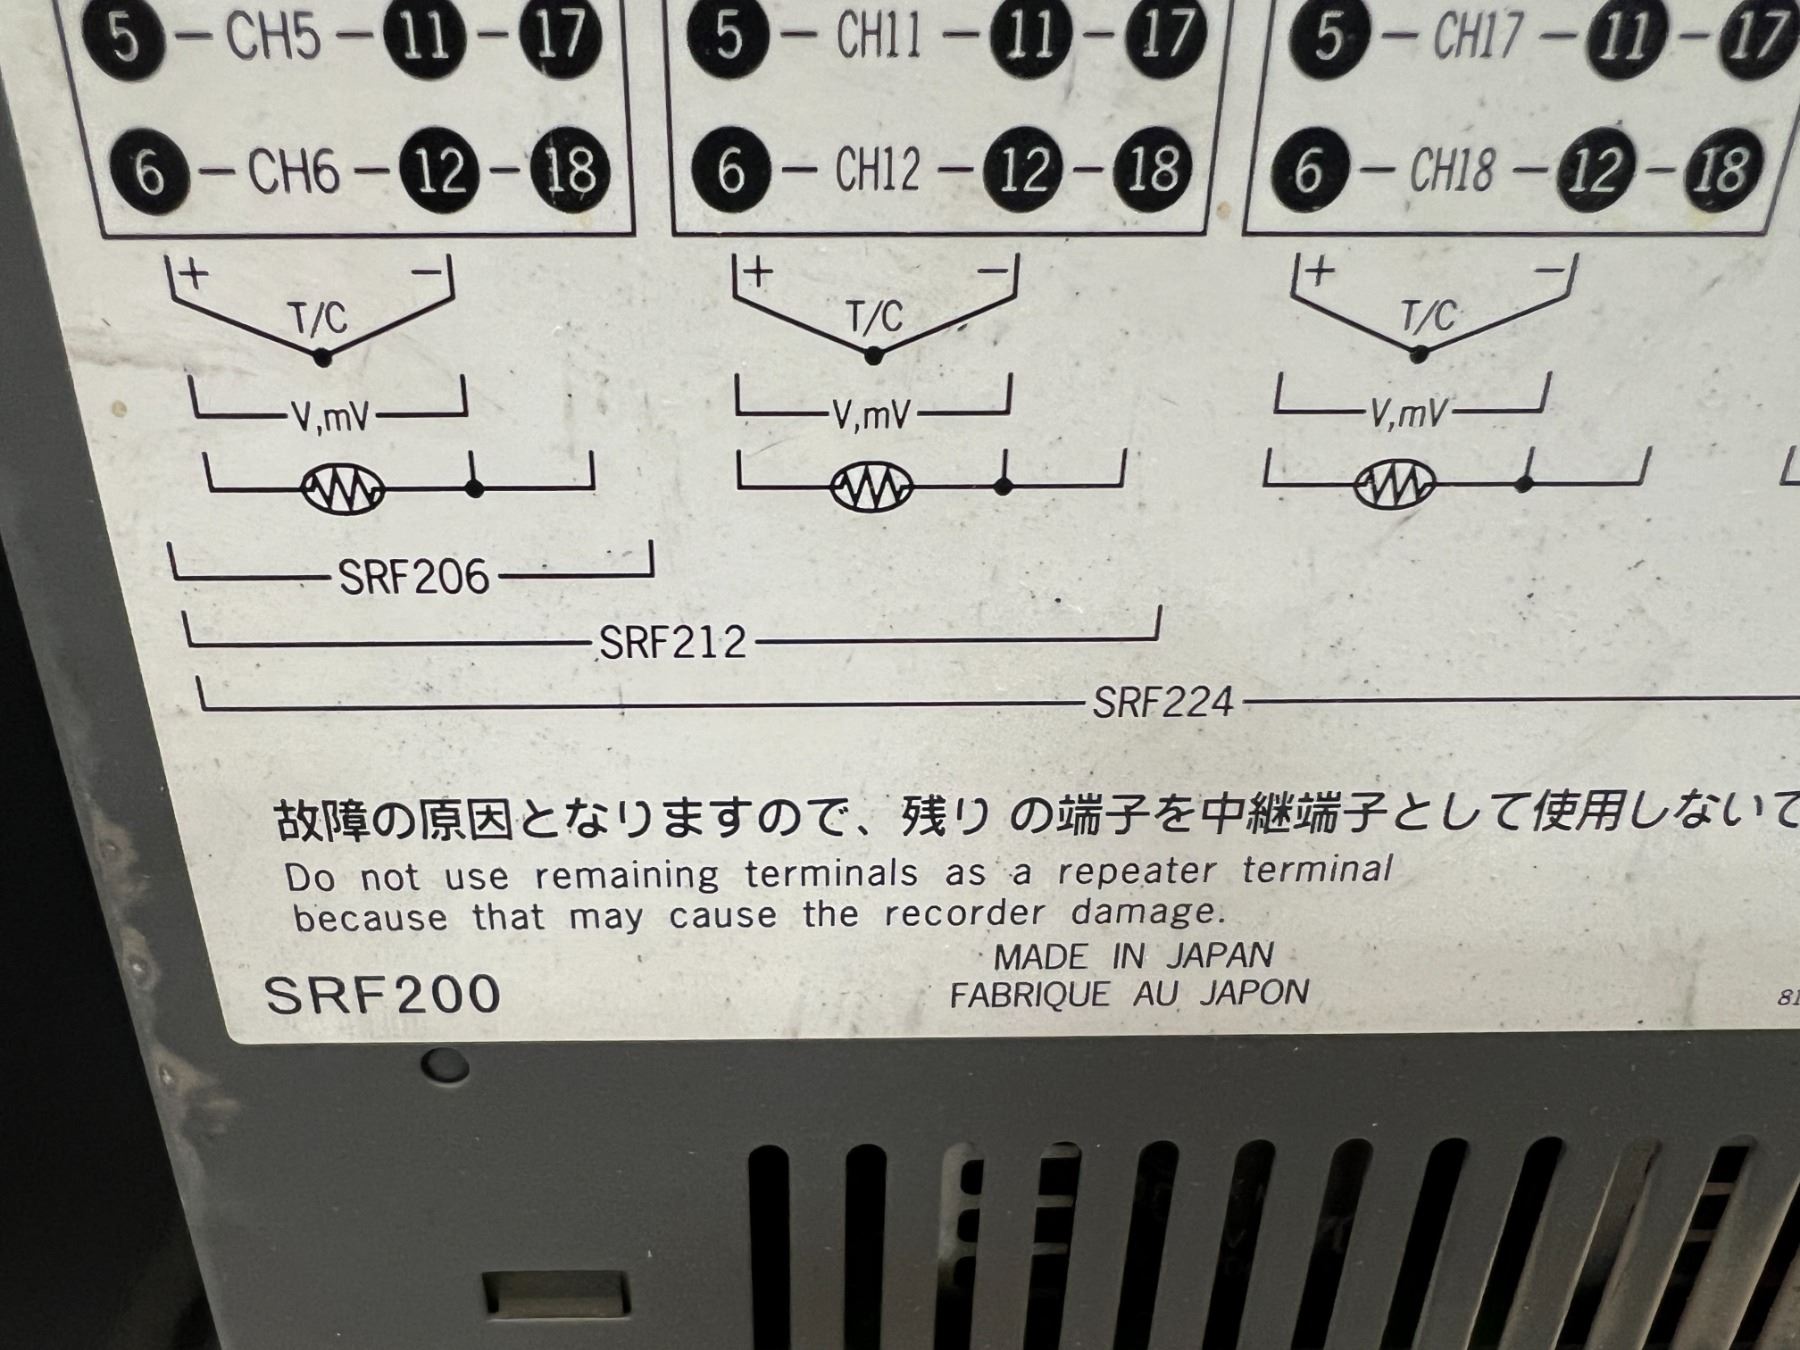 5 — CH5 — 11 — 17 5 — CH11 — 11 — 17 5 — CH17 — 11 — 17
6 — CH6 — 12 — 18 6 — CH12 — 12 — 18 6 — CH18 — 12 — 18
+ − + − + −
T/C T/C T/C
V,mV V,mV V,mV
SRF206
SRF212
SRF224
故障の原因となりますので、残りの端子を中継端子として使用しないで
Do not use remaining terminals as a repeater terminal
because that may cause the recorder damage.
MADE IN JAPAN
SRF200 FABRIQUE AU JAPON 81